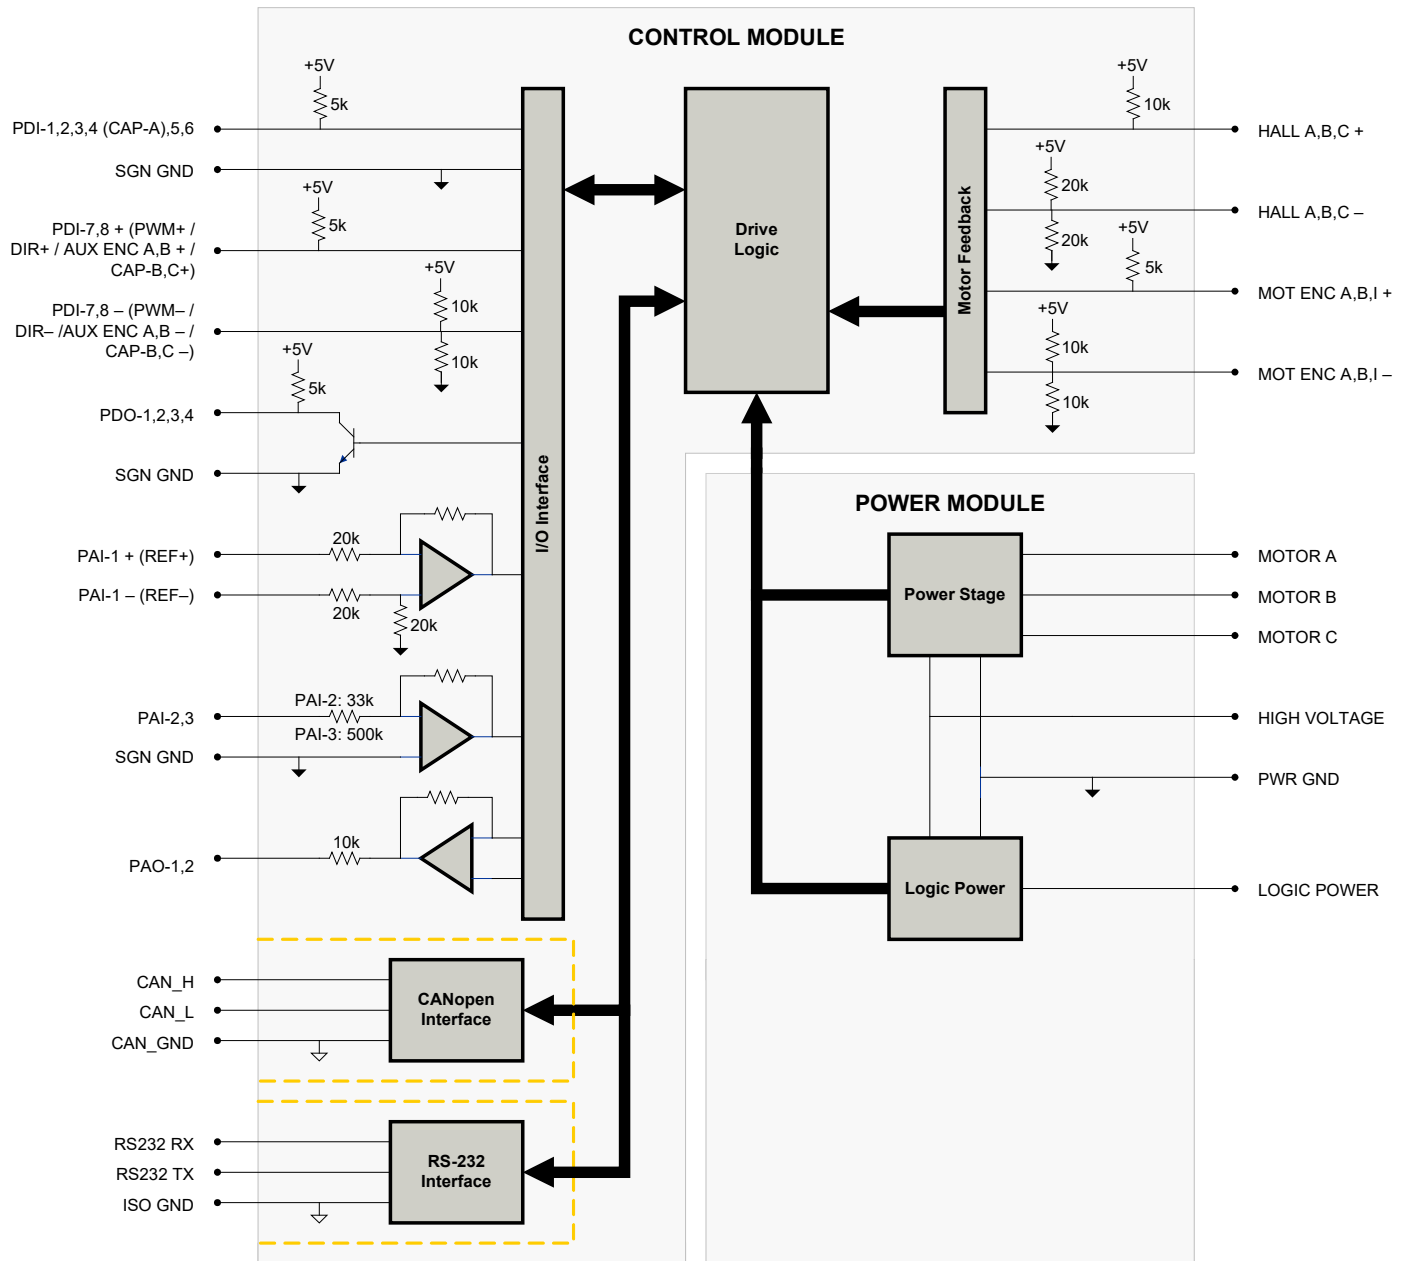 CONTROL MODULE
+5V
5k
PDI-1,2,3,4 (CAP-A),5,6
SGN GND
+5V
5k
PDI-7,8 + (PWM+ /
DIR+ / AUX ENC A,B + /
CAP-B,C+)
+5V
10k
PDI-7,8 – (PWM– /
DIR– /AUX ENC A,B – /
CAP-B,C –)
10k
+5V
5k
PDO-1,2,3,4
SGN GND
20k
PAI-1 + (REF+)
PAI-1 – (REF–)
20k
20k
PAI-2: 33k
PAI-2,3
PAI-3: 500k
SGN GND
10k
PAO-1,2
I/O Interface
Drive
Logic
Motor Feedback
+5V
10k
HALL A,B,C +
+5V
20k
HALL A,B,C –
20k
+5V
5k
MOT ENC A,B,I +
+5V
10k
MOT ENC A,B,I –
10k
POWER MODULE
Power Stage
MOTOR A
MOTOR B
MOTOR C
HIGH VOLTAGE
PWR GND
Logic Power
LOGIC POWER
CAN_H
CAN_L
CAN_GND
CANopen
Interface
RS232 RX
RS232 TX
ISO GND
RS-232
Interface